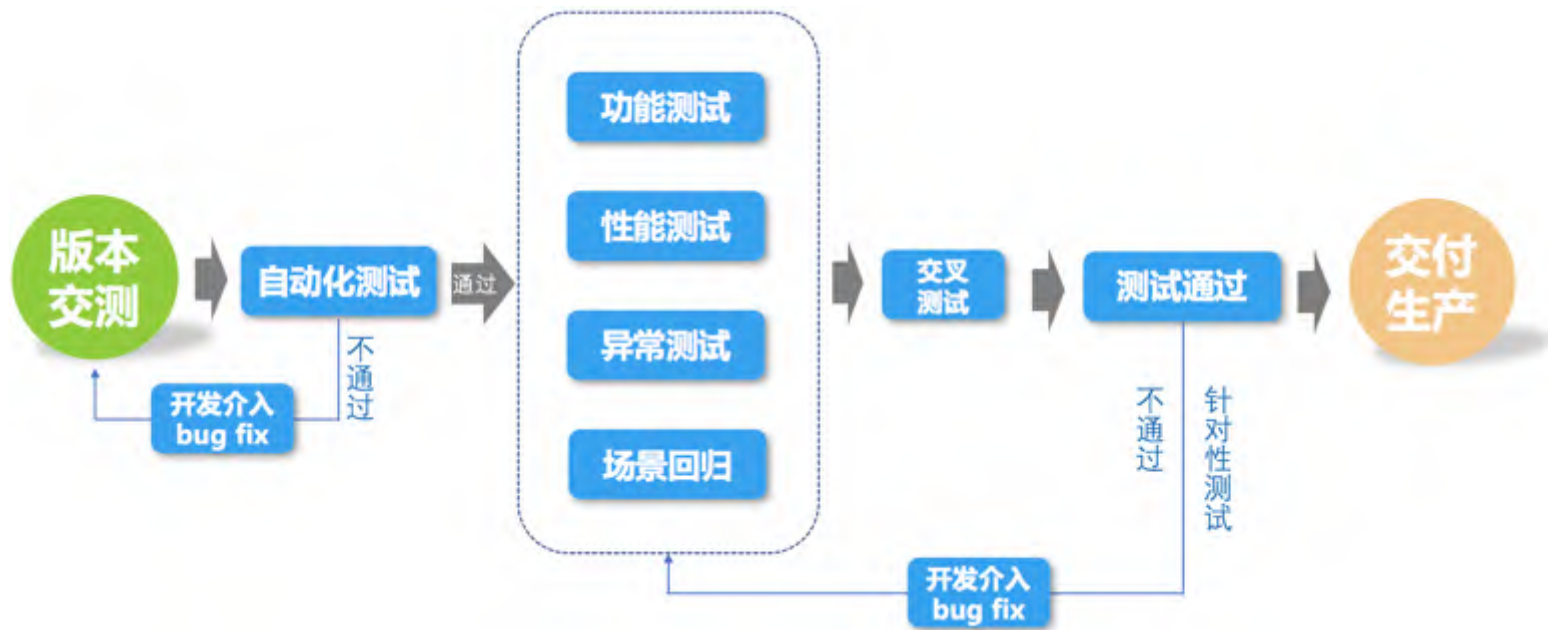 版本
交测
自动化测试
通过
不通过
开发介入
bug fix
功能测试
性能测试
异常测试
场景回归
交叉
测试
测试通过
不通过
针对性测试
开发介入
bug fix
交付
生产